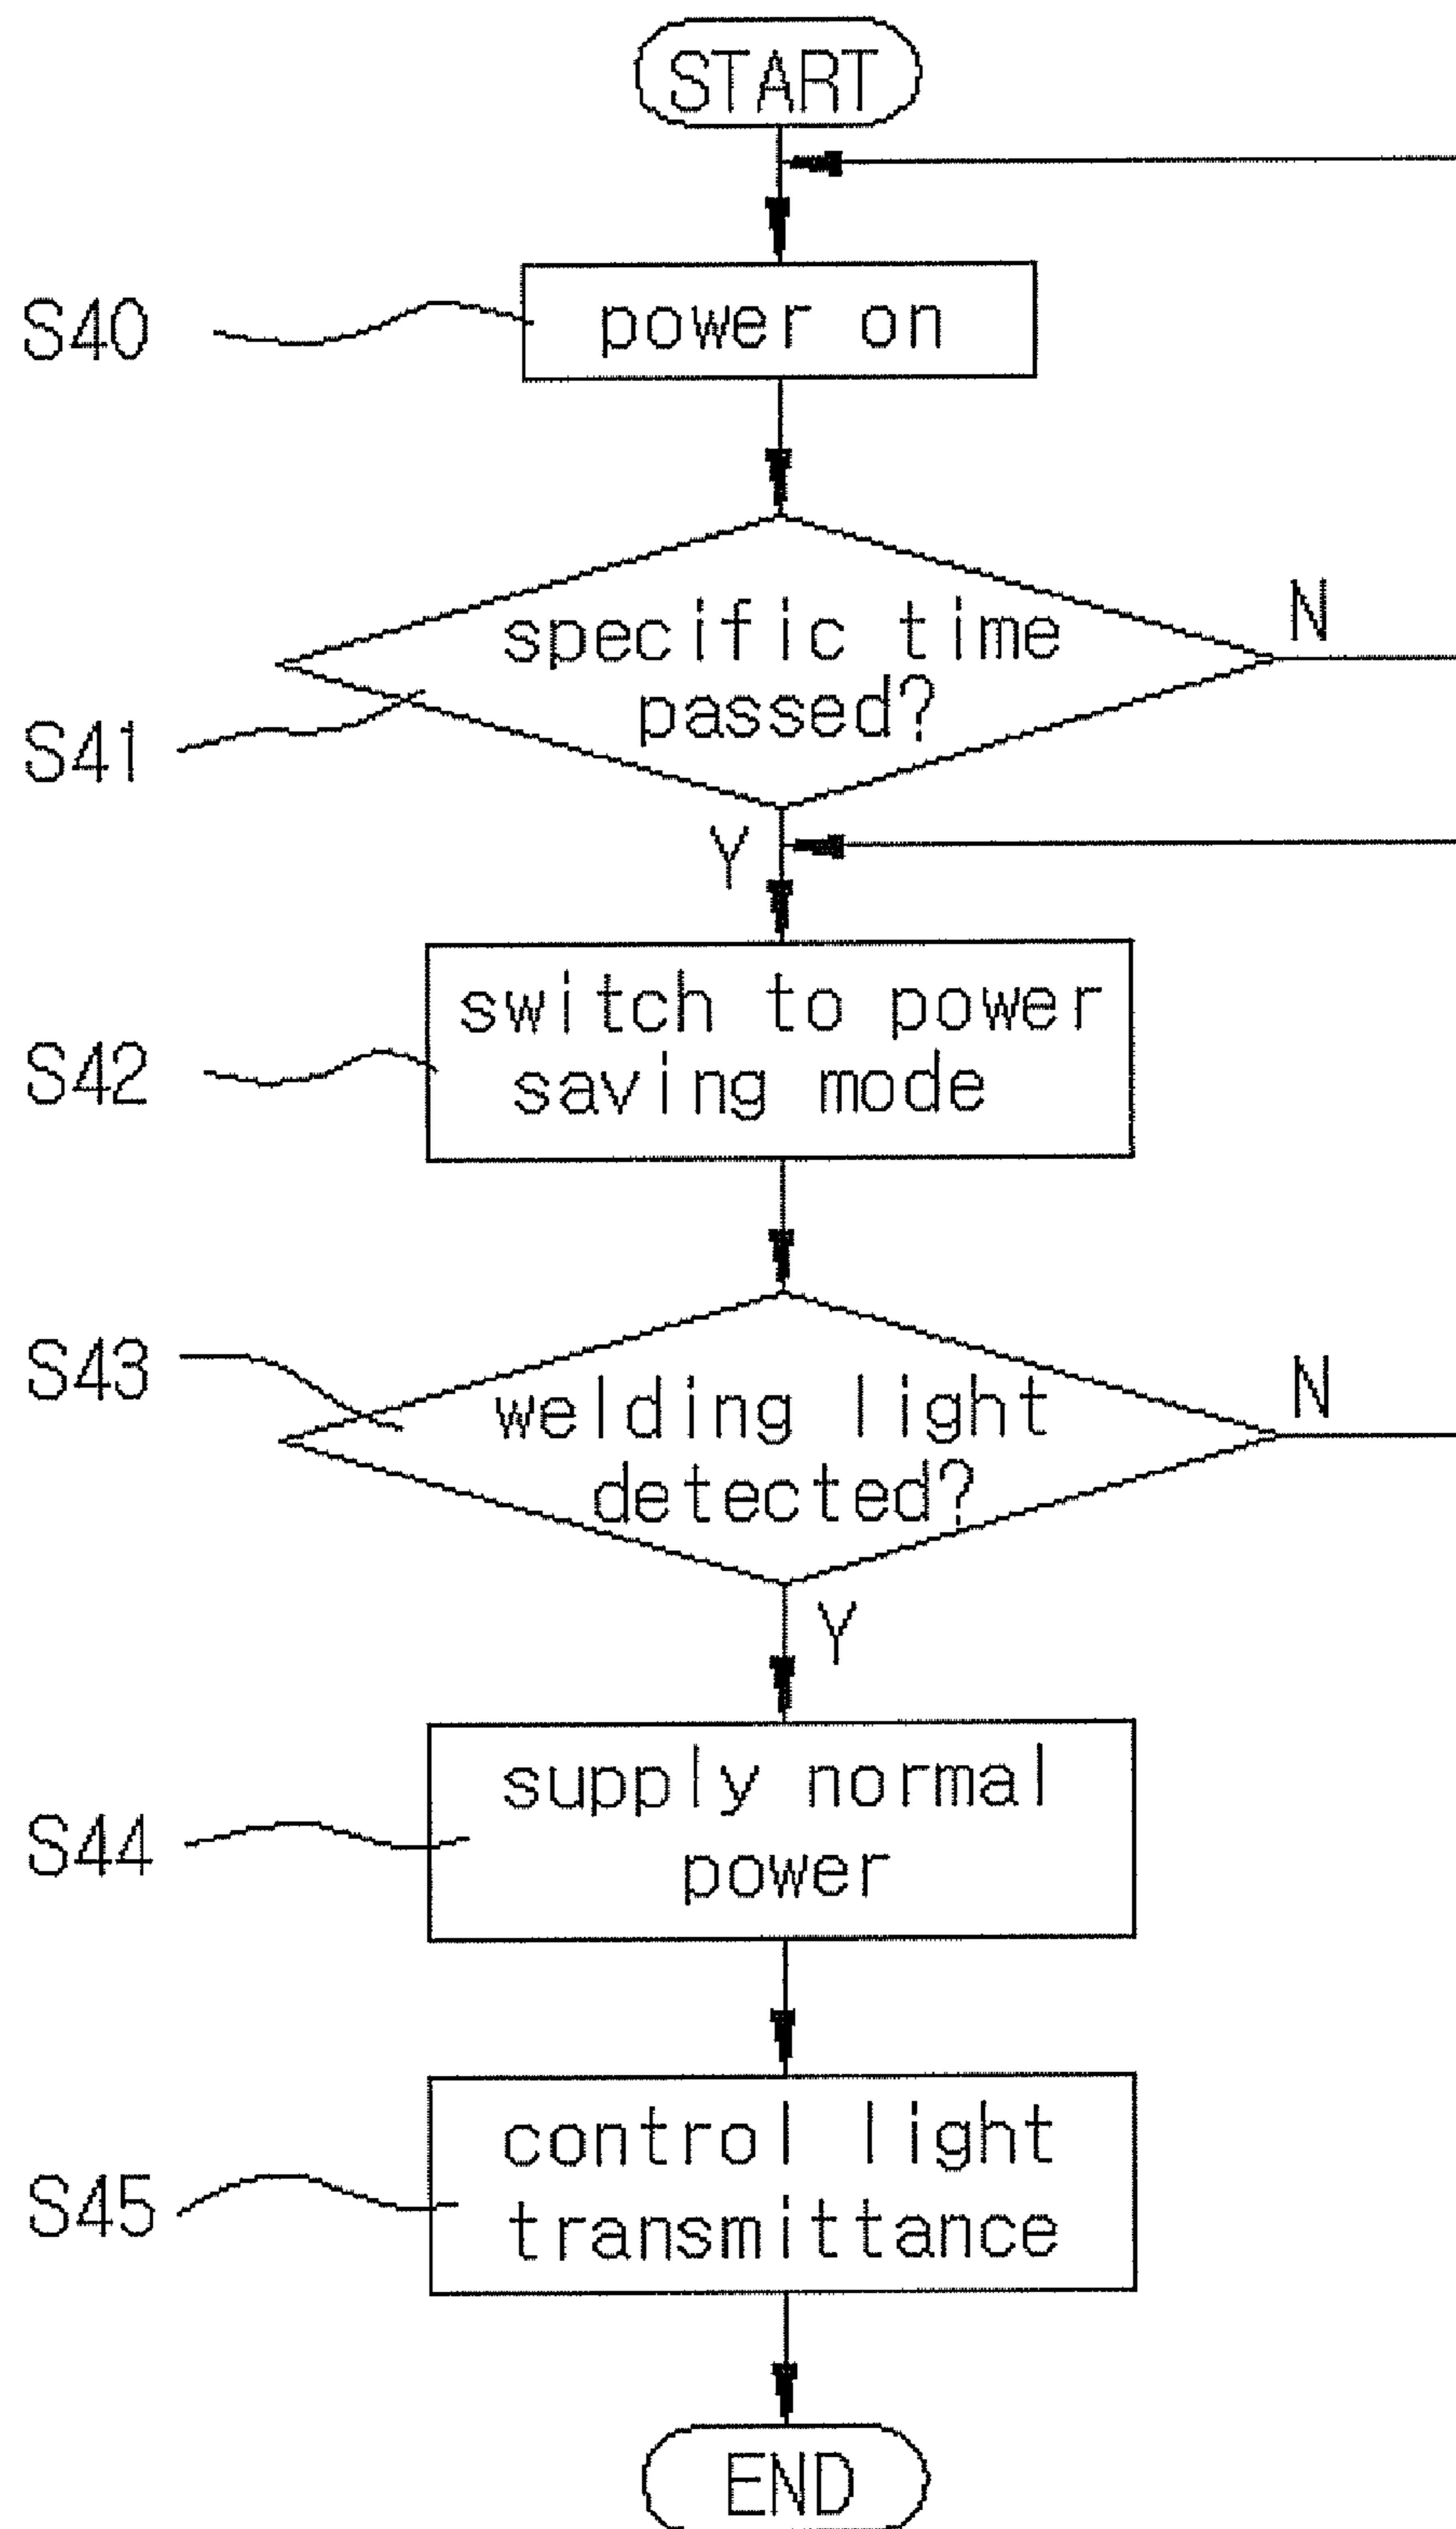 START
S40
power on
specific time
passed?
N
S41
Y
switch to power
saving mode
S42
S43
welding light
detected?
N
Y
supply normal
power
S44
control light
transmittance
S45
END